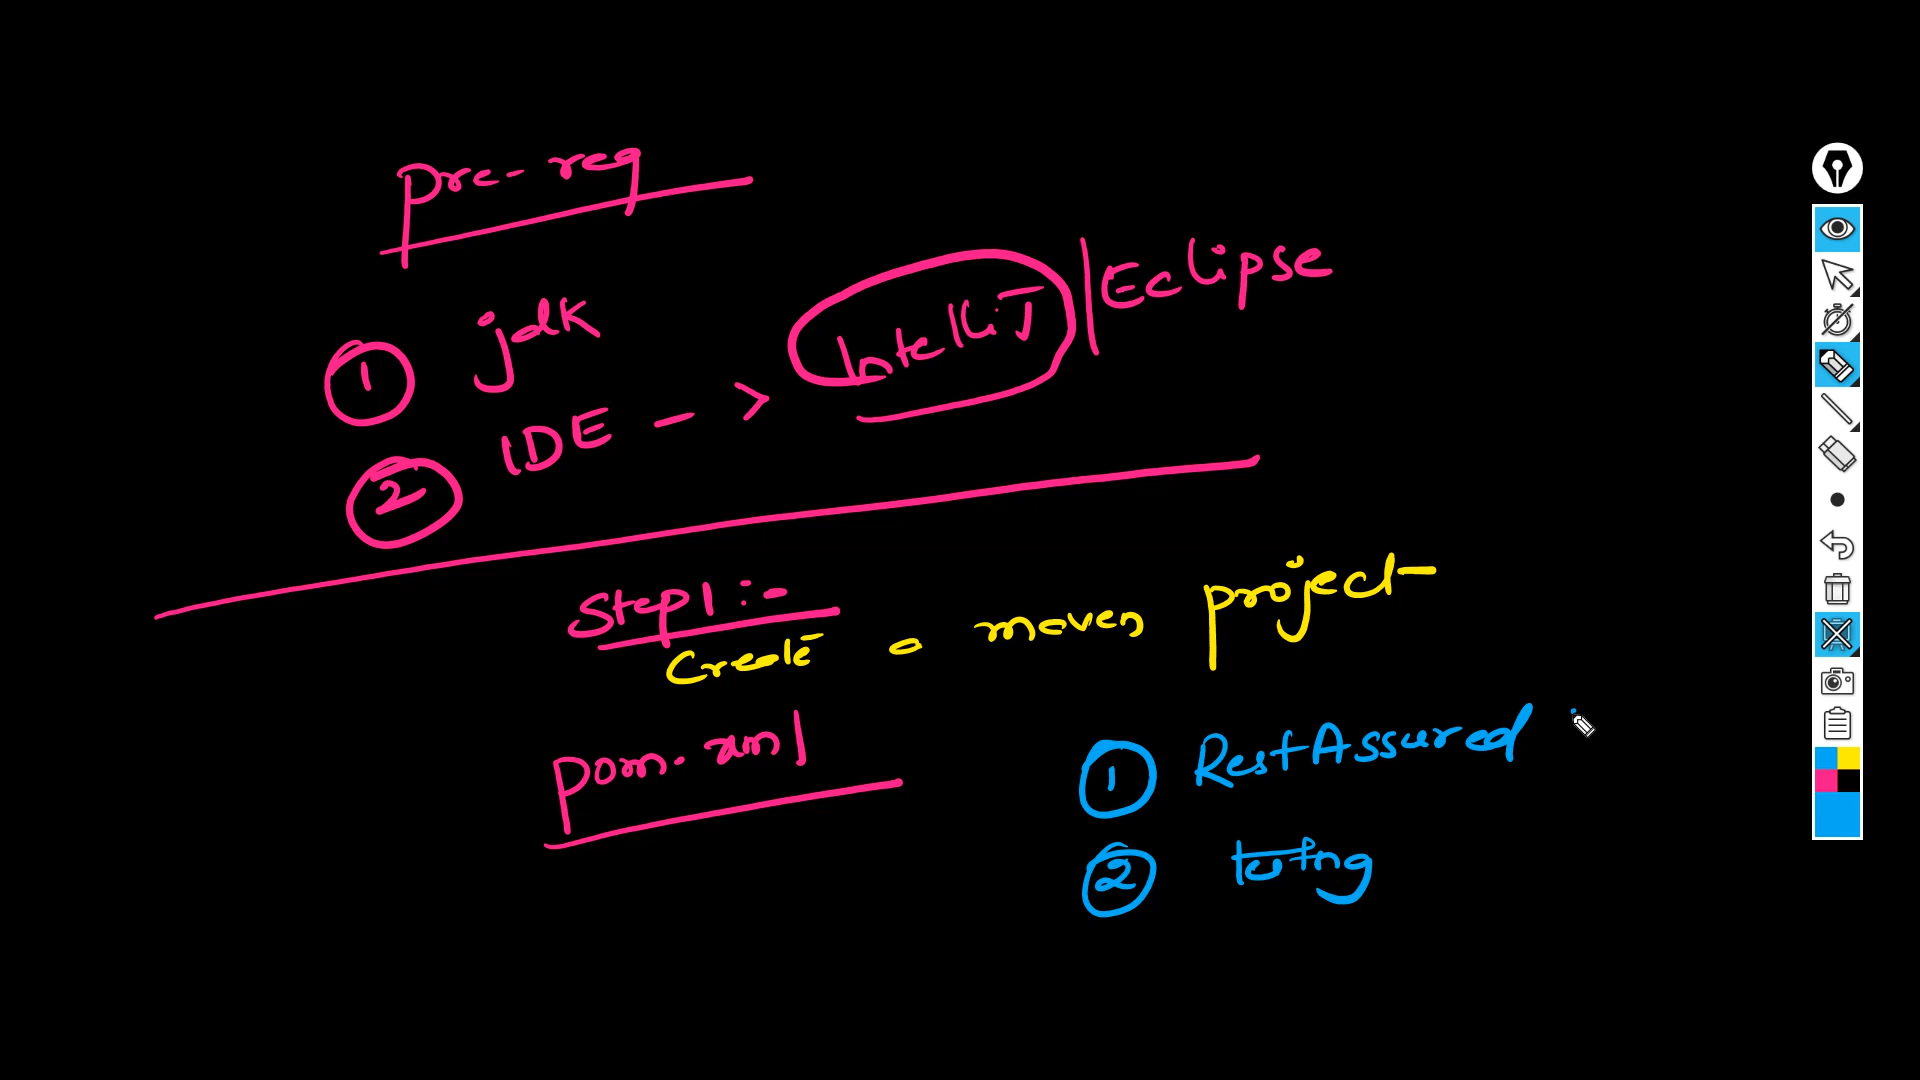 pre-req
1 jdk
2 IDE -> IntelliJ | Eclipse
Step1:-
Create a maven project
pom.xml
1 RestAssured
2 testng